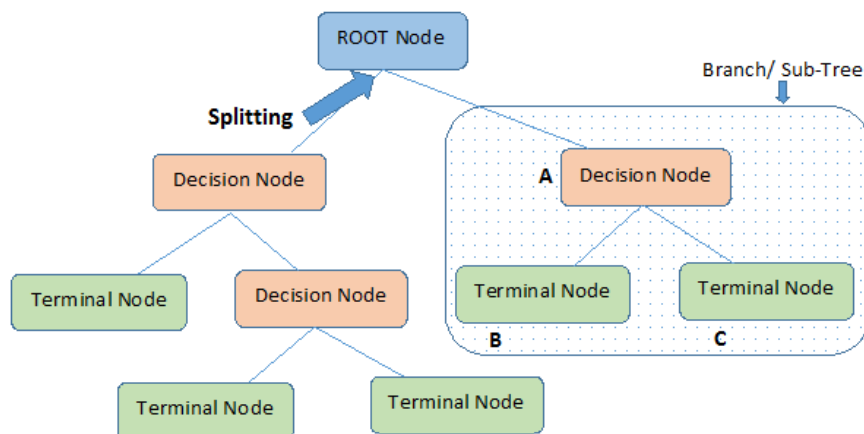 ROOT Node
Branch/ Sub-Tree
Splitting
Decision Node
A
Decision Node
Terminal Node
Decision Node
Terminal Node
Terminal Node
B
C
Terminal Node
Terminal Node